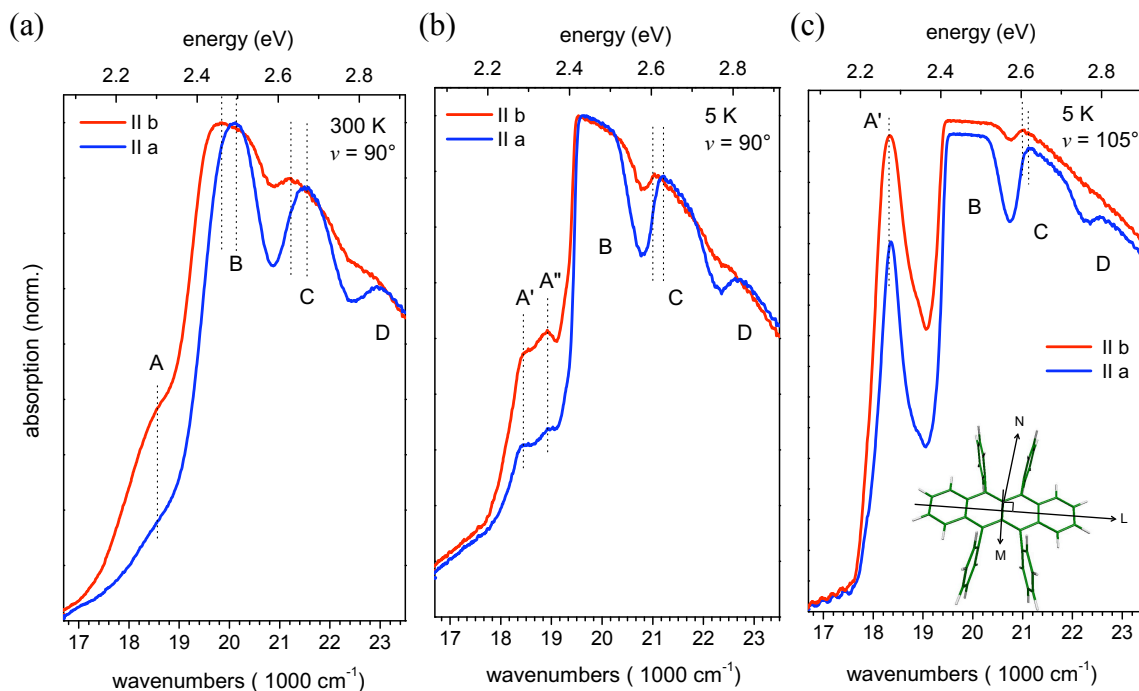 (a)
energy (eV)
2.2 2.4 2.6 2.8
II b
II a
300 K
v = 90°
A
B
C
D
absorption (norm.)
17 18 19 20 21 22 23
wavenumbers ( 1000 cm-1)
(b)
energy (eV)
2.2 2.4 2.6 2.8
II b
II a
5 K
v = 90°
A'
A"
B
C
D
17 18 19 20 21 22 23
wavenumbers ( 1000 cm-1)
(c)
energy (eV)
2.2 2.4 2.6 2.8
A'
5 K
v = 105°
B
C
D
II b
II a
N
L
M
17 18 19 20 21 22 23
wavenumbers ( 1000 cm-1)